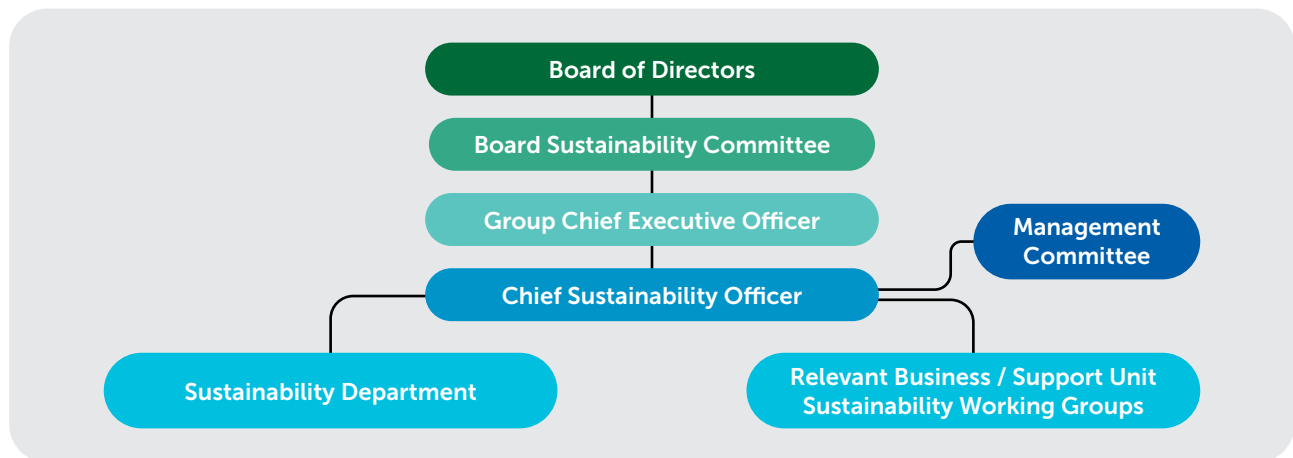 Board of Directors
Board Sustainability Committee
Group Chief Executive Officer
Management
Committee
Chief Sustainability Officer
Sustainability Department
Relevant Business / Support Unit
Sustainability Working Groups